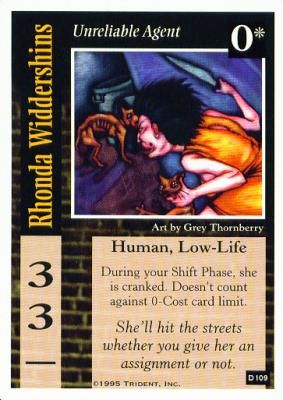 Unreliable Agent
0*
Rhonda Widdershins
Art by Grey Thornberry
3
3
—
Human, Low-Life
During your Shift Phase, she
is cranked. Doesn't count
against 0-Cost card limit.
She'll hit the streets
whether you give her an
assignment or not.
©1995 TRIDENT, INC.
D 109